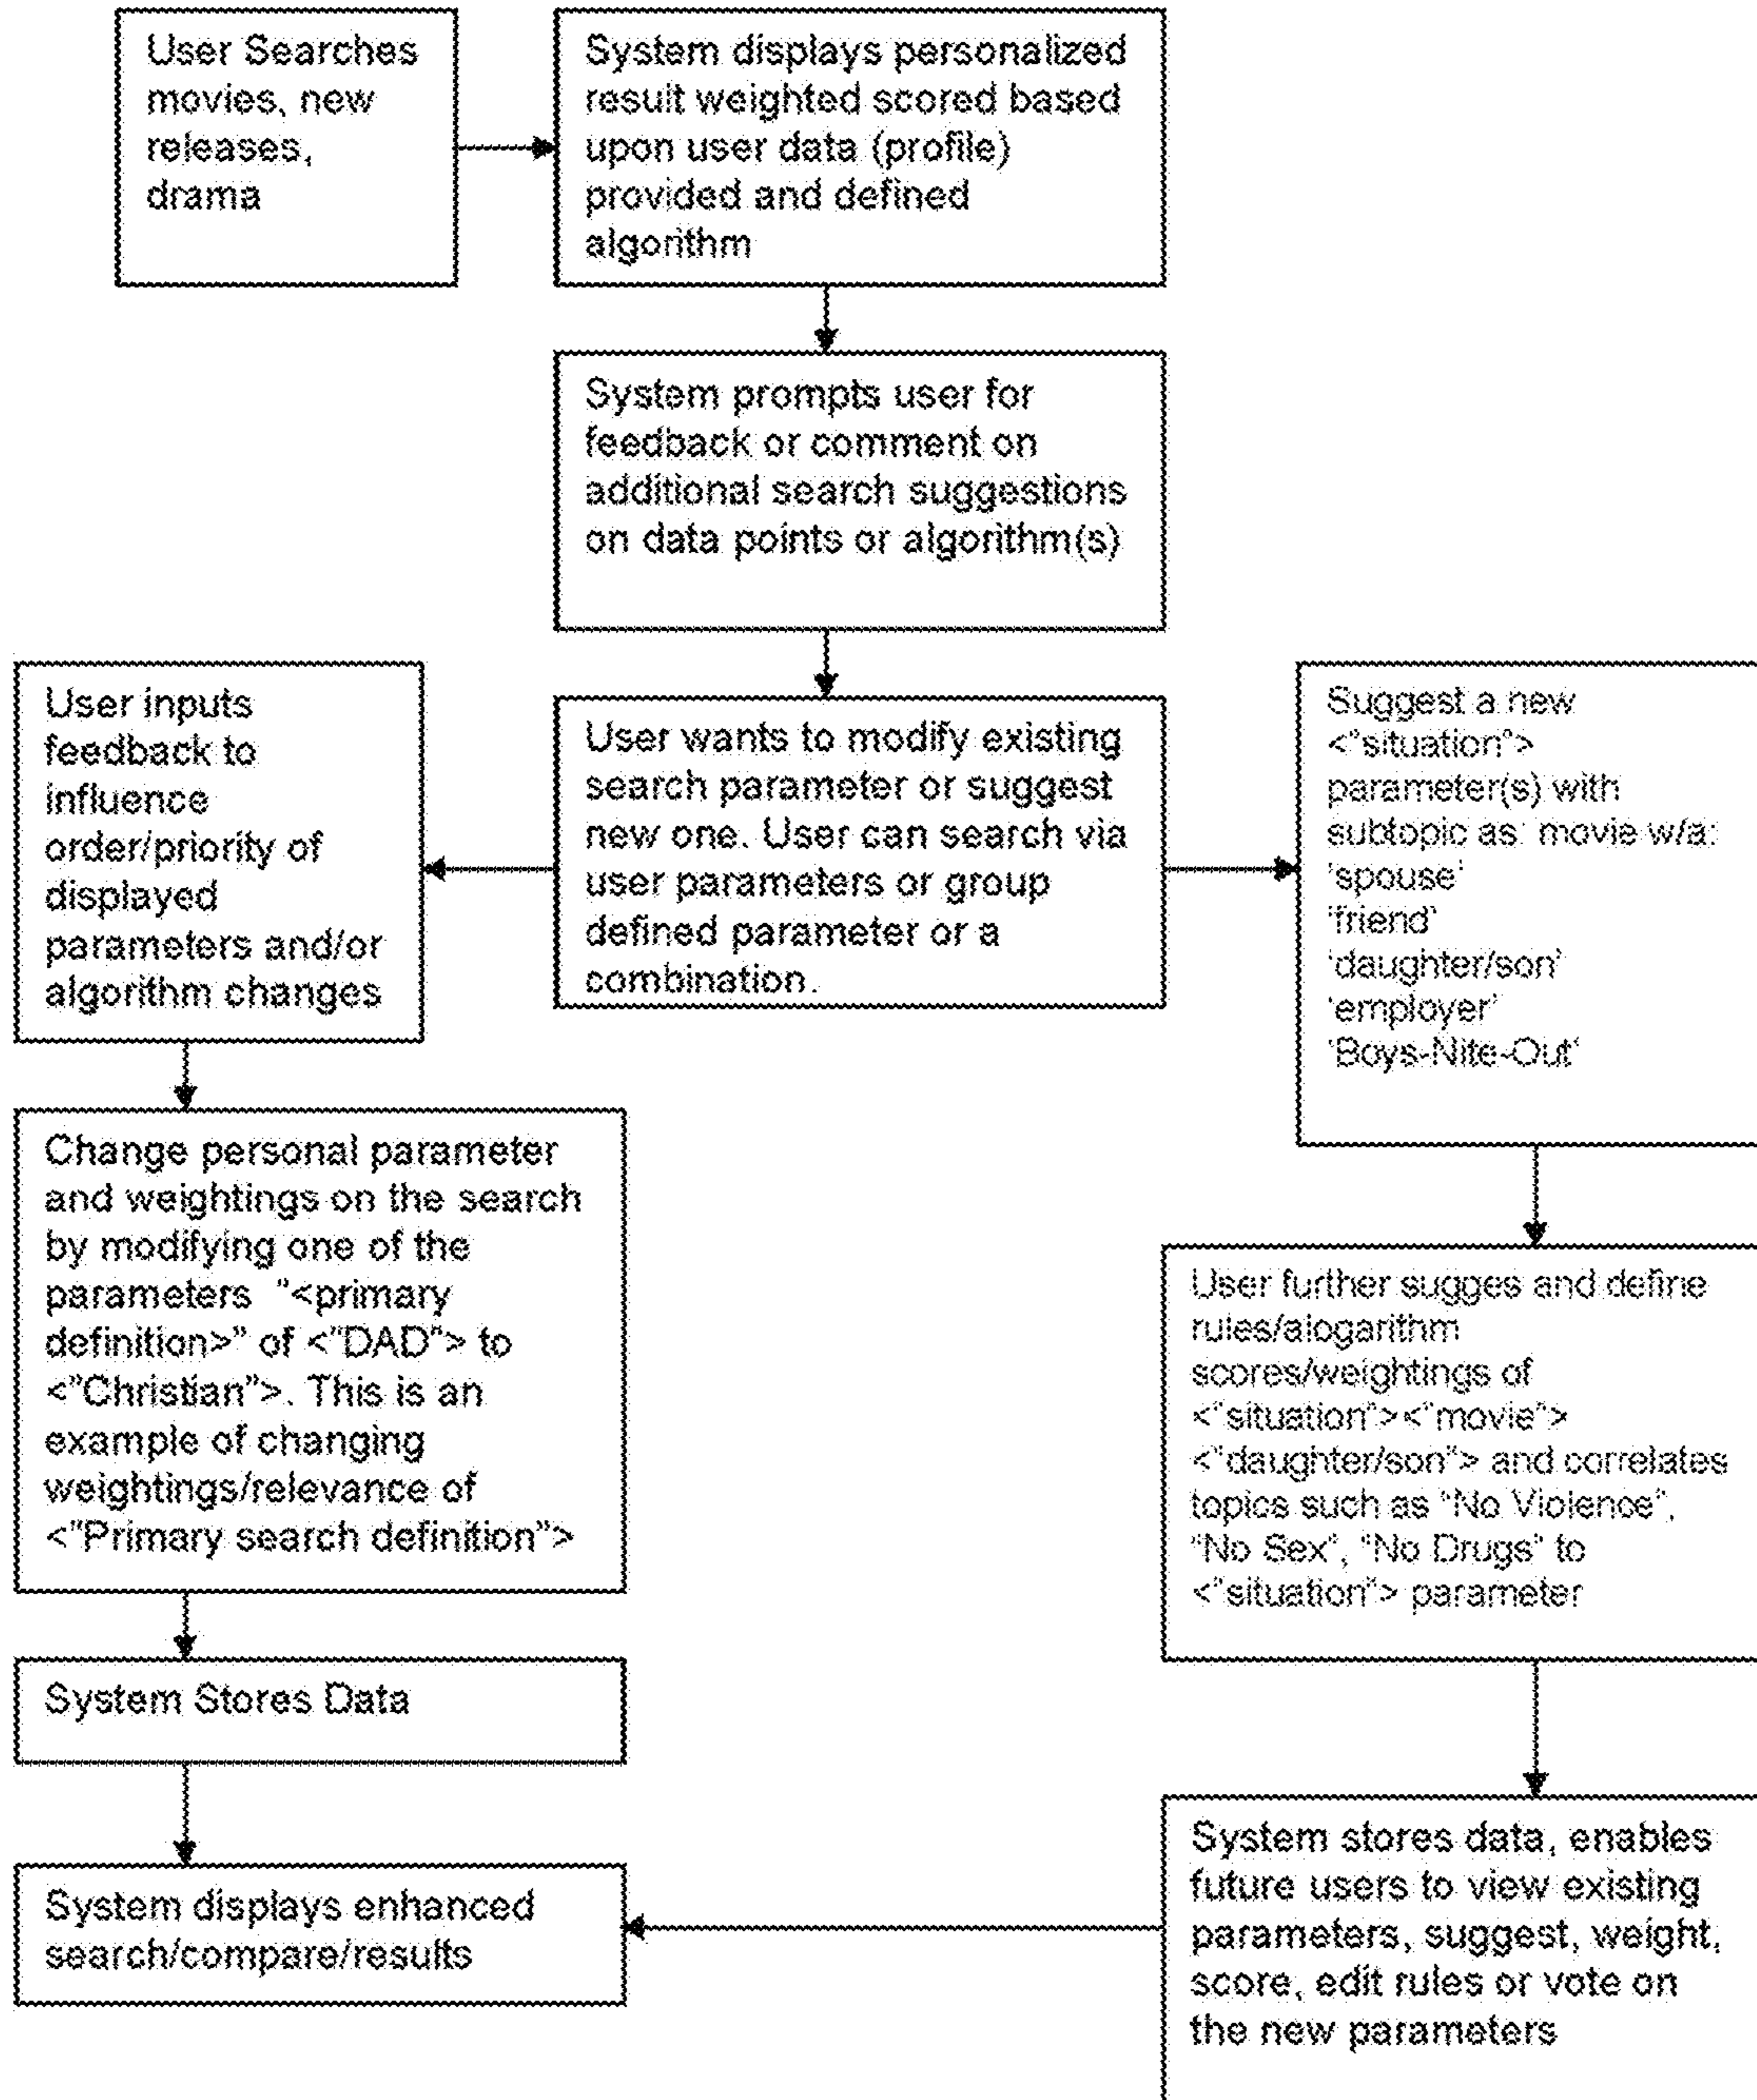 User Searches
movies, new
releases,
drama
System displays personalized
result weighted scored based
upon user data (profile)
provided and defined
algorithm
System prompts user for
feedback or comment on
additional search suggestions
on data points or algorithm(s)
User wants to modify existing
search parameter or suggest
new one. User can search via
user parameters or group
defined parameter or a
combination.
User inputs
feedback to
influence
order/priority of
displayed
parameters and/or
algorithm changes
Change personal parameter
and weightings on the search
by modifying one of the
parameters "<primary
definition>" of <"DAD"> to
<"Christian">. This is an
example of changing
weightings/relevance of
<"Primary search definition">
System Stores Data
System displays enhanced
search/compare/results
Suggest a new
<"situation">
parameter(s) with
subtopic as: movie w/a:
'spouse'
'friend'
'daughter/son'
'employer'
'Boys-Nite-Out'
User further sugges and define
rules/alogarithm
scores/weightings of
<"situation"><"movie">
<"daughter/son"> and correlates
topics such as "No Violence",
"No Sex", "No Drugs" to
<"situation"> parameter
System stores data, enables
future users to view existing
parameters, suggest, weight,
score, edit rules or vote on
the new parameters